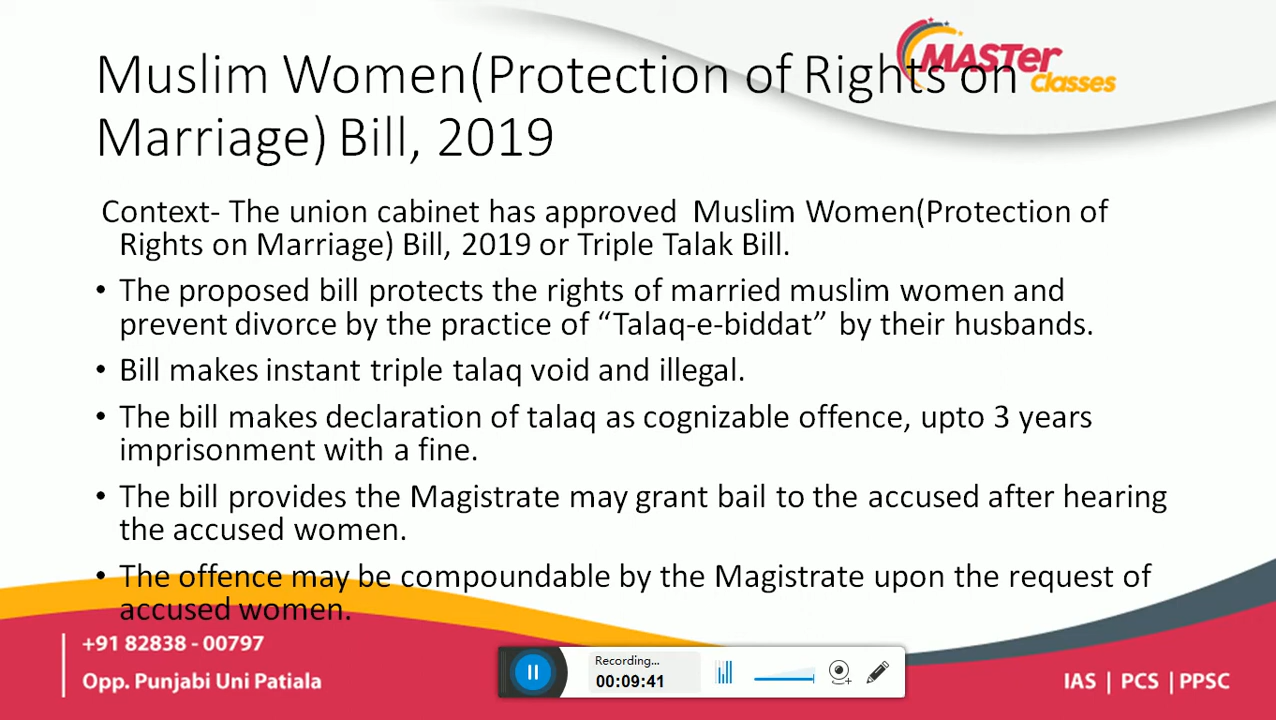 MASTer
Classes
Muslim Women(Protection of Rights on
Marriage) Bill, 2019
Context- The union cabinet has approved  Muslim Women(Protection of
Rights on Marriage) Bill, 2019 or Triple Talak Bill.
• The proposed bill protects the rights of married muslim women and
prevent divorce by the practice of “Talaq-e-biddat” by their husbands.
• Bill makes instant triple talaq void and illegal.
• The bill makes declaration of talaq as cognizable offence, upto 3 years
imprisonment with a fine.
• The bill provides the Magistrate may grant bail to the accused after hearing
the accused women.
• The offence may be compoundable by the Magistrate upon the request of
accused women.
+91 82838 - 00797
Opp. Punjabi Uni Patiala
Recording...
00:09:41
IAS | PCS | PPSC